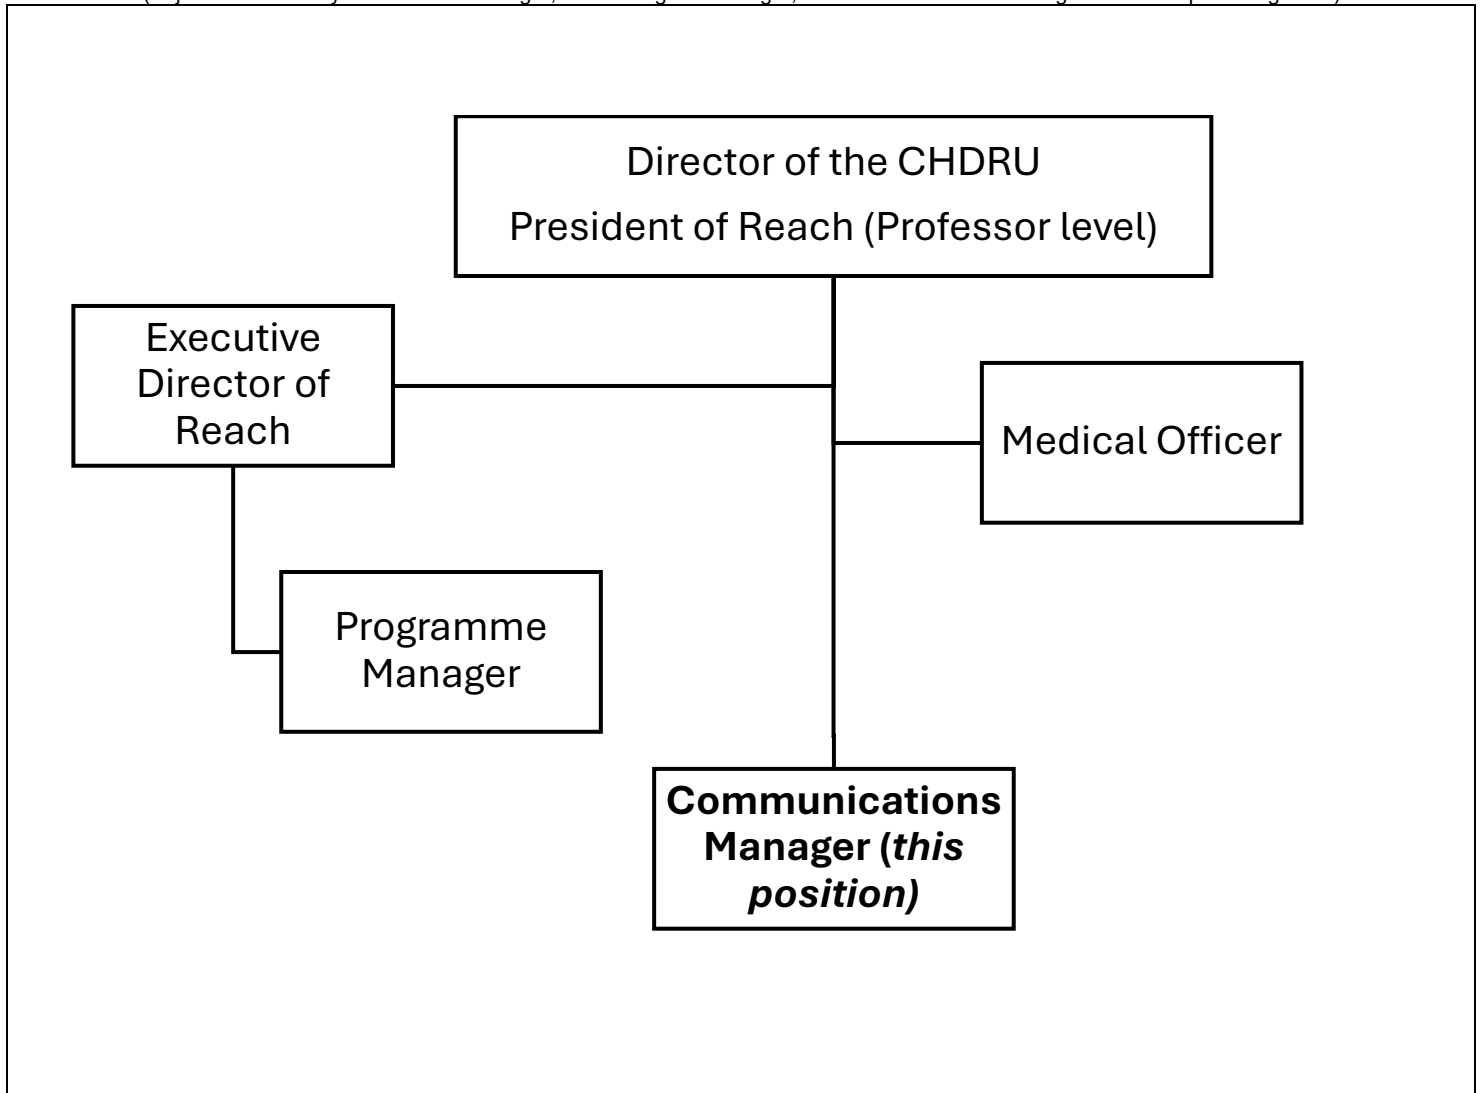 Director of the CHDRU
President of Reach (Professor level)
Executive
Director of
Reach
Medical Officer
Programme
Manager
Communications
Manager (this
position)